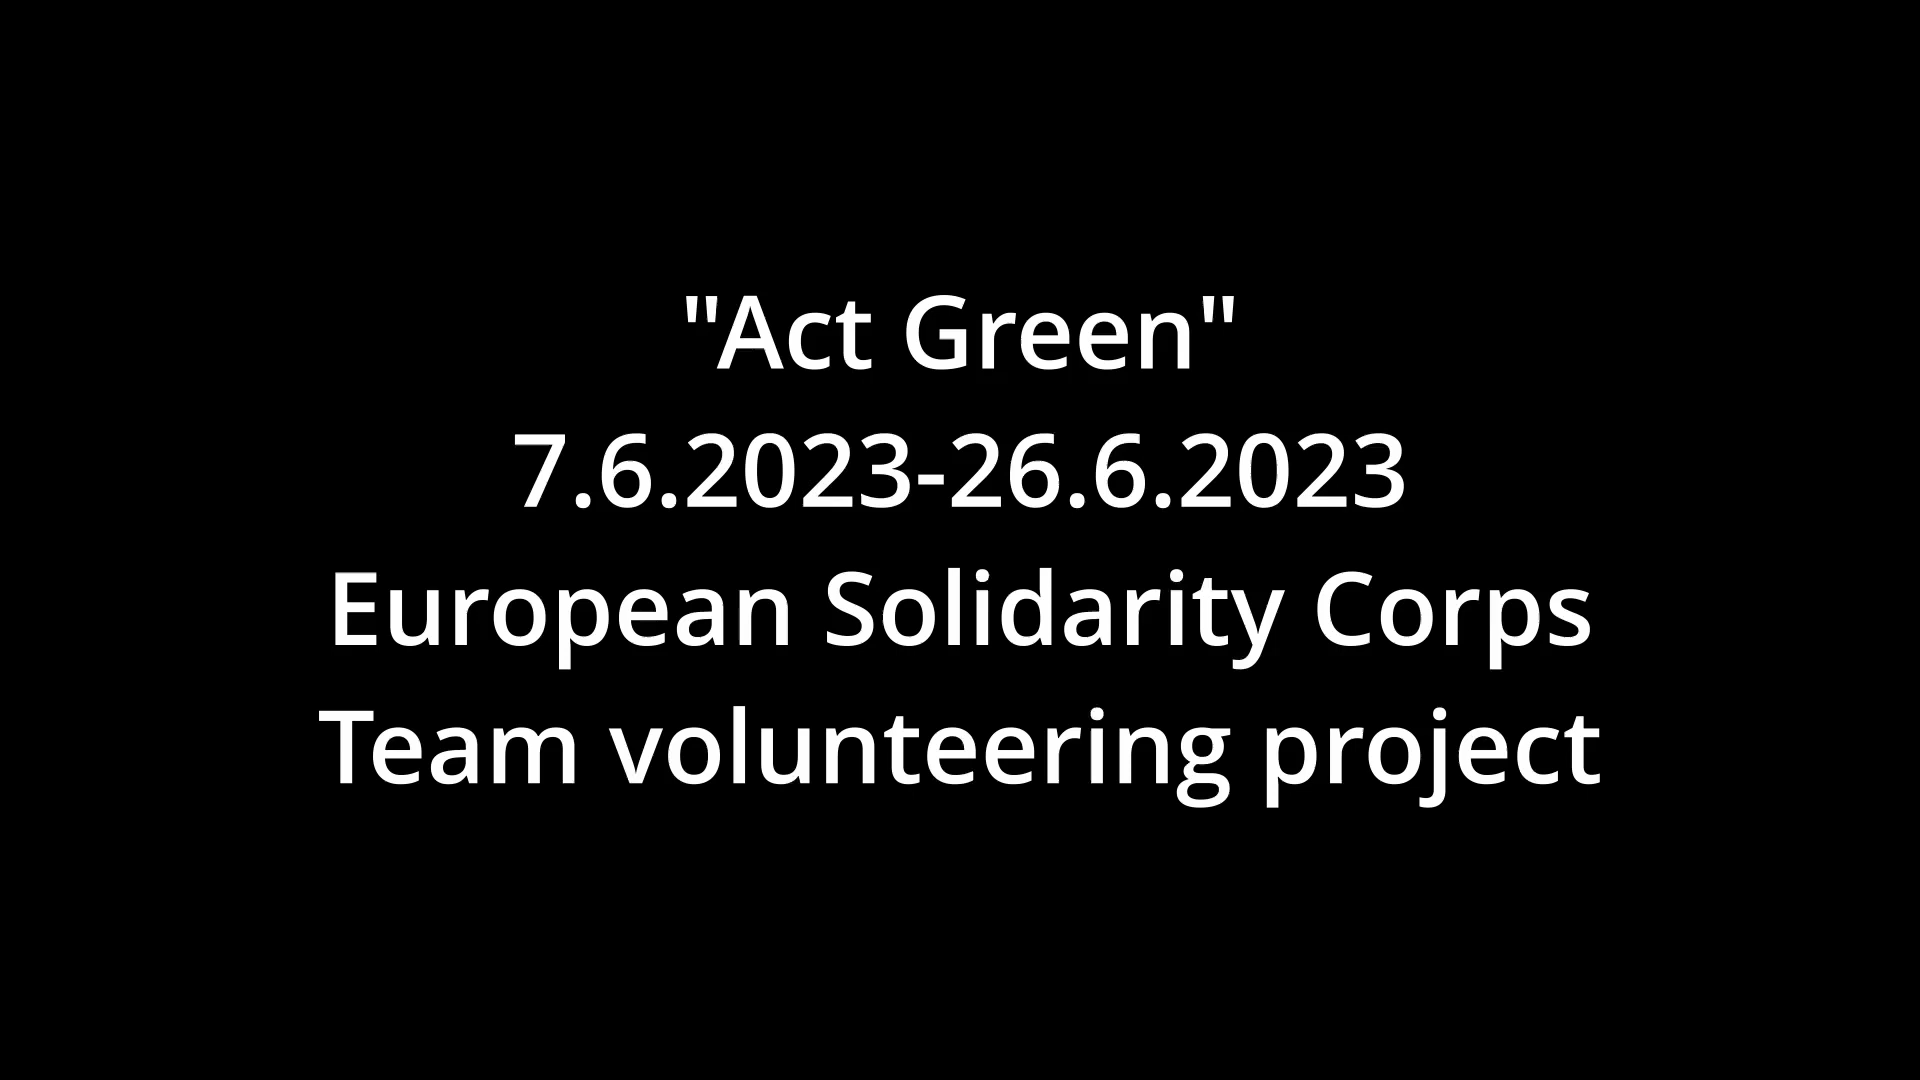 "Act Green"
7.6.2023-26.6.2023
European Solidarity Corps
Team volunteering project